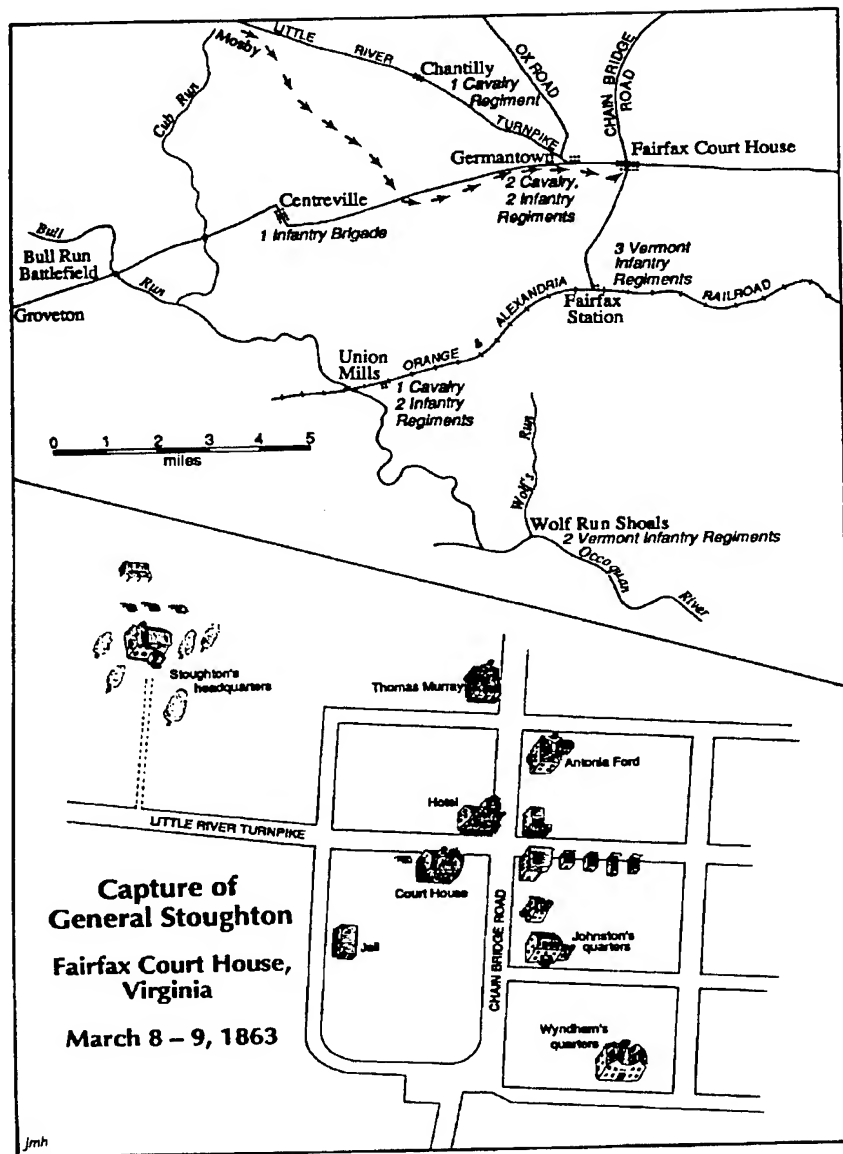 Mosby
LITTLE
RIVER
TURNPIKE
OX ROAD
CHAIN BRIDGE
ROAD
Chantilly
1 Cavalry
Regiment
Cub Run
Germantown
Fairfax Court House
2 Cavalry,
2 Infantry
Regiments
Centreville
1 Infantry Brigade
Bull
Run
Bull Run
Battlefield
Groveton
3 Vermont
Infantry
Regiments
Fairfax
Station
ORANGE
&
ALEXANDRIA
RAILROAD
Union
Mills
1 Cavalry
2 Infantry
Regiments
0 1 2 3 4 5
miles
Wolf's
Run
Wolf Run Shoals
2 Vermont Infantry Regiments
Occoquan
River
Stoughton's
headquarters
Thomas Murray
Antonia Ford
Hotel
LITTLE RIVER TURNPIKE
Court House
CHAIN BRIDGE ROAD
Jail
Johnston's
quarters
Wyndham's
quarters
Capture of
General Stoughton
Fairfax Court House,
Virginia
March 8 – 9, 1863
jmh